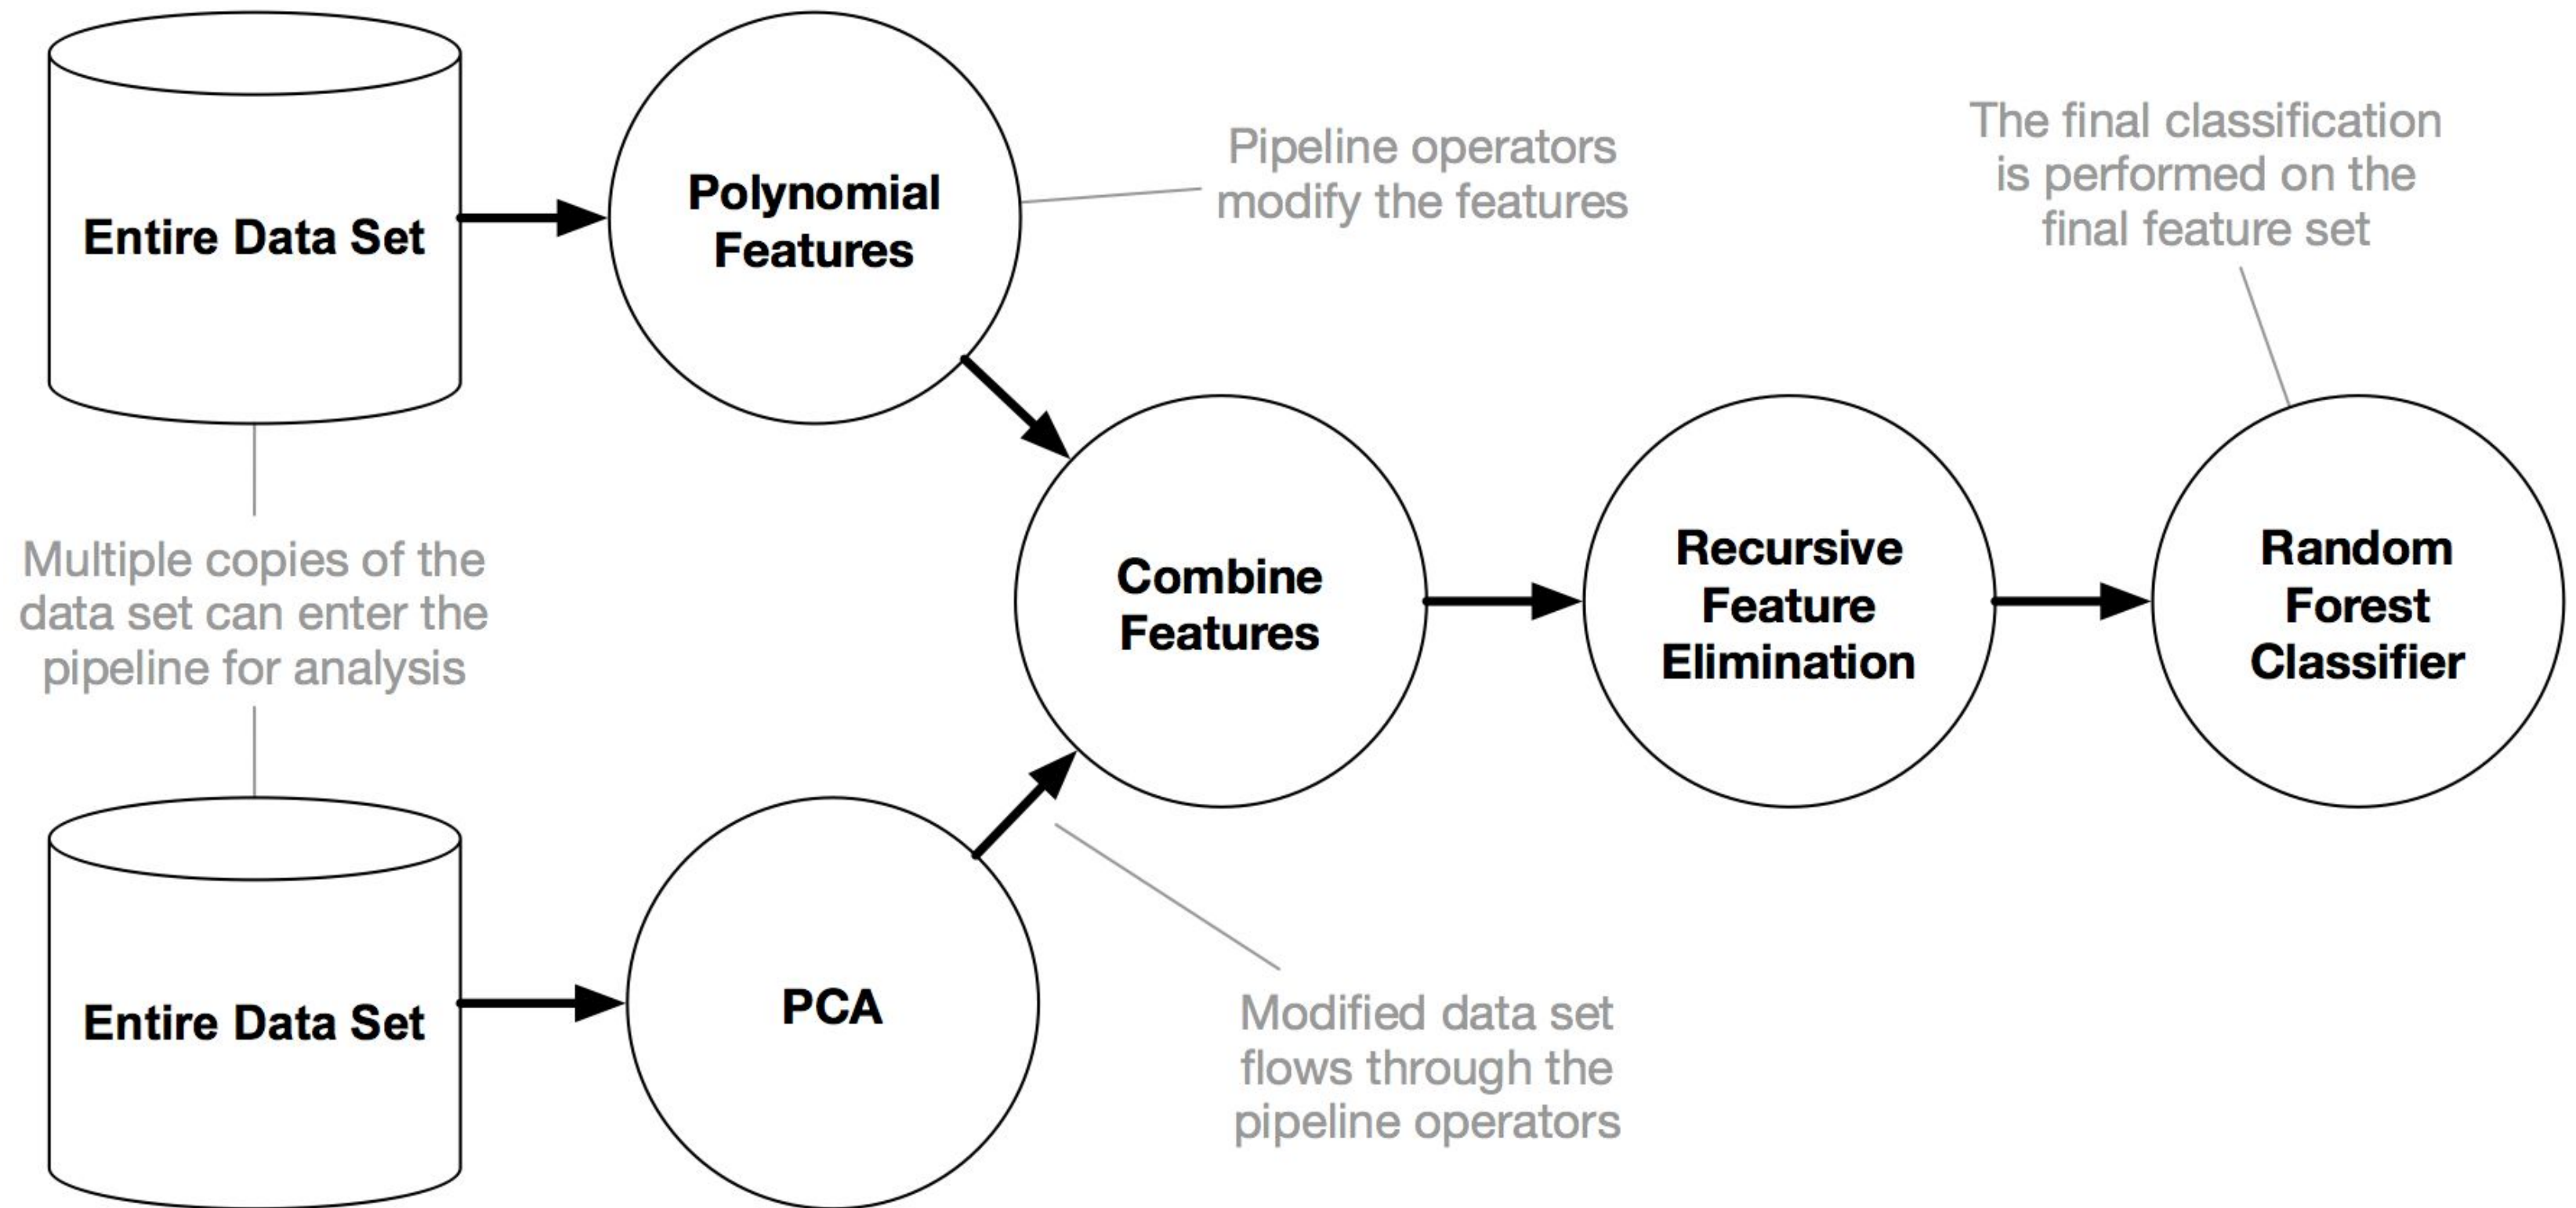 Entire Data Set
Polynomial
Features
Pipeline operators
modify the features
The final classification
is performed on the
final feature set
Multiple copies of the
data set can enter the
pipeline for analysis
Combine
Features
Recursive
Feature
Elimination
Random
Forest
Classifier
Entire Data Set
PCA
Modified data set
flows through the
pipeline operators